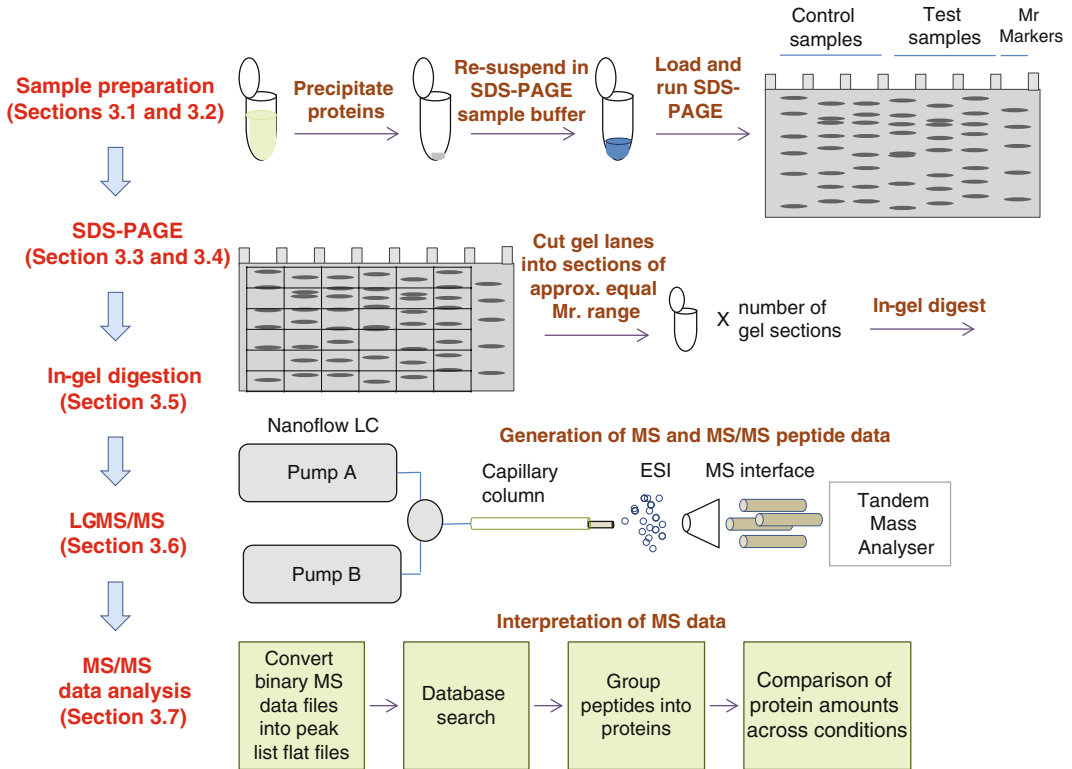 Control
samples
Test
samples
Mr
Markers
Sample preparation
(Sections 3.1 and 3.2)
Precipitate
proteins
Re-suspend in
SDS-PAGE
sample buffer
Load and
run SDS-
PAGE
SDS-PAGE
(Section 3.3 and 3.4)
Cut gel lanes
into sections of
approx. equal
Mr. range
X number of
gel sections
In-gel digest
In-gel digestion
(Section 3.5)
Nanoflow LC
Generation of MS and MS/MS peptide data
Pump A
Capillary
column
ESI
MS interface
Tandem
Mass
Analyser
LGMS/MS
(Section 3.6)
Pump B
Interpretation of MS data
MS/MS
data analysis
(Section 3.7)
Convert
binary MS
data files
into peak
list flat files
Database
search
Group
peptides into
proteins
Comparison of
protein amounts
across conditions